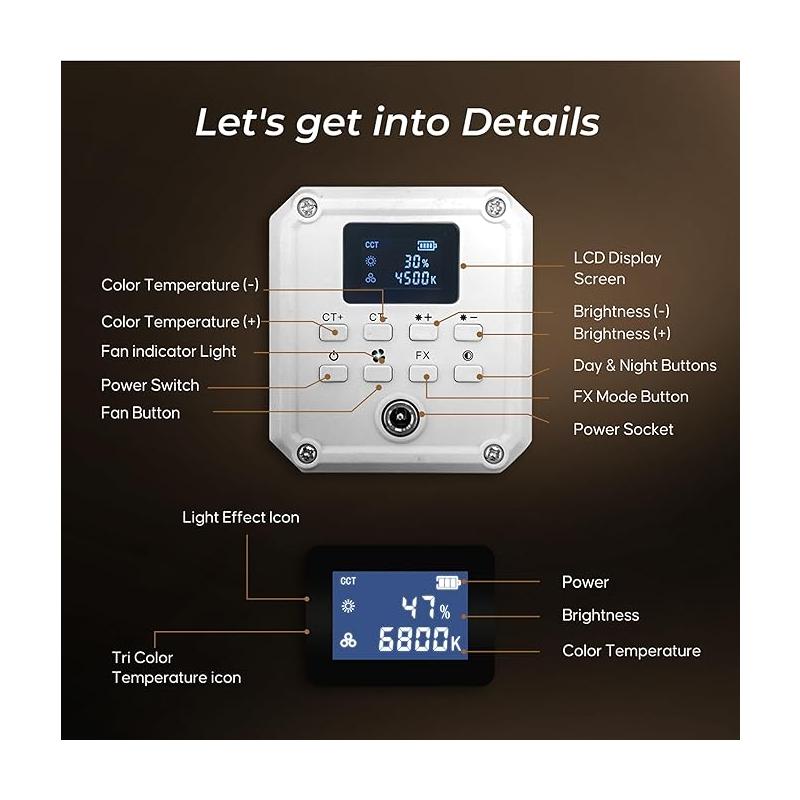 Let's get into Details
CCT
30%
4500K
LCD Display
Screen
Color Temperature (-)
Color Temperature (+)
Fan indicator Light
Power Switch
Fan Button
CT+
CT-
+
-
FX
Brightness (-)
Brightness (+)
Day & Night Buttons
FX Mode Button
Power Socket
Light Effect Icon
Tri Color
Temperature icon
CCT
47%
6800K
Power
Brightness
Color Temperature